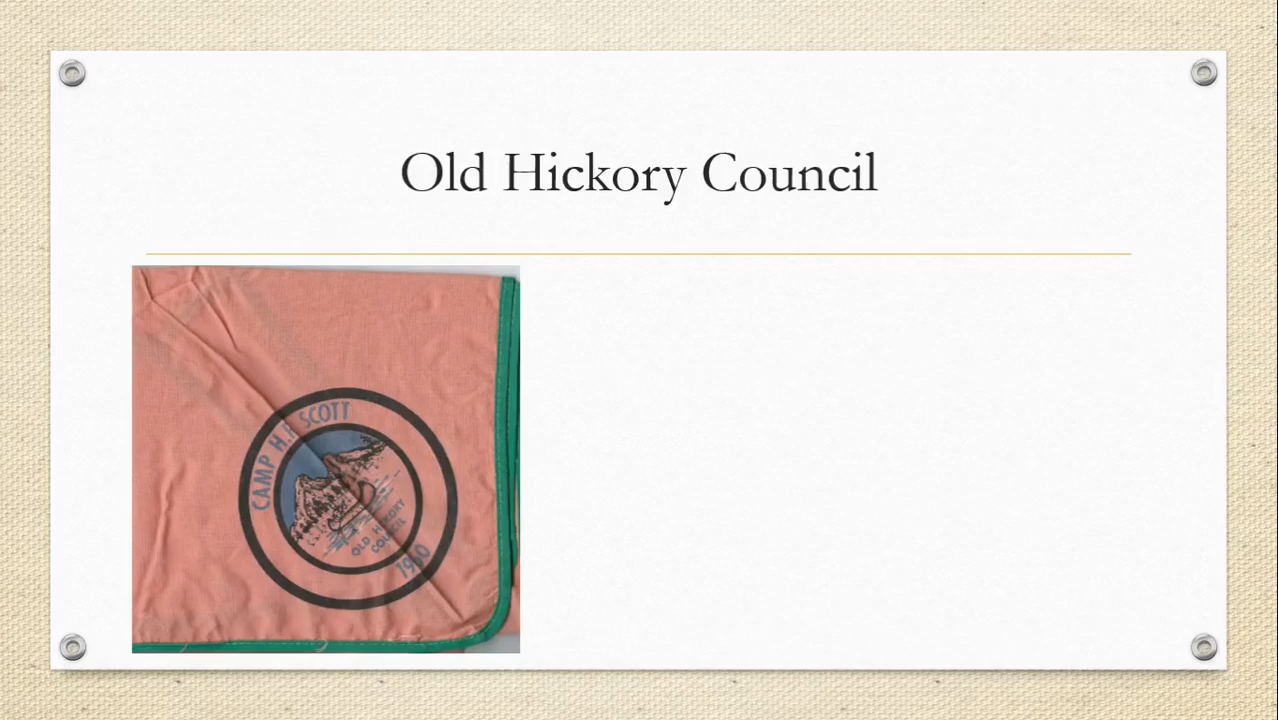 Old Hickory Council
CAMP H.R. SCOTT
OLD HICKORY
COUNCIL
1960